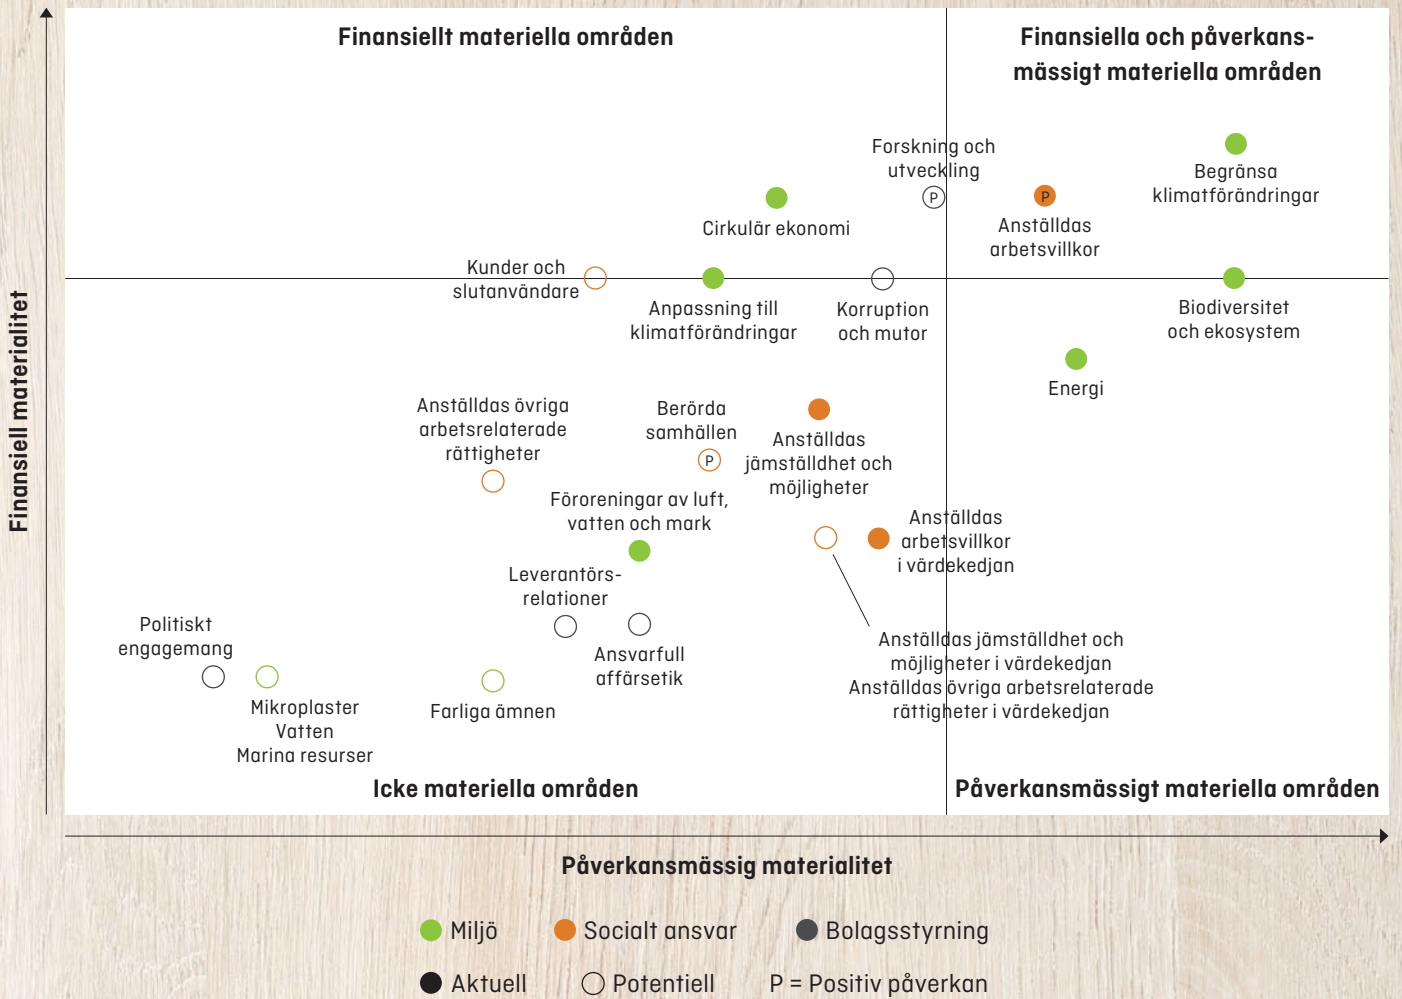 Finansiellt materiella områden
Finansiella och påverkans-
mässigt materiella områden
Forskning och
utveckling
P
P
Begränsa
klimatförändringar
Cirkulär ekonomi
Anställdas
arbetsvillkor
Kunder och
slutanvändare
Anpassning till
klimatförändringar
Korruption
och mutor
Biodiversitet
och ekosystem
Energi
Anställdas övriga
arbetsrelaterade
rättigheter
Berörda
samhällen
P
Anställdas
jämställdhet och
möjligheter
Föroreningar av luft,
vatten och mark
Anställdas
arbetsvillkor
i värdekedjan
Leverantörs-
relationer
Politiskt
engagemang
Ansvarfull
affärsetik
Anställdas jämställdhet och
möjligheter i värdekedjan
Anställdas övriga arbetsrelaterade
rättigheter i värdekedjan
Mikroplaster
Vatten
Marina resurser
Farliga ämnen
Icke materiella områden
Påverkansmässigt materiella områden
Finansiell materialitet
Påverkansmässig materialitet
Miljö
Socialt ansvar
Bolagsstyrning
Aktuell
Potentiell
P = Positiv påverkan